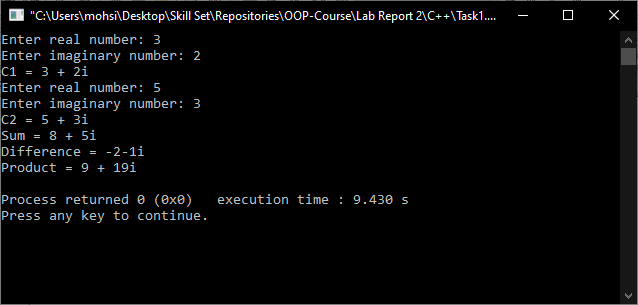 "C:\Users\mohsi\Desktop\Skill Set\Repositories\OOP-Course\Lab Report 2\C++\Task1....
Enter real number: 3
Enter imaginary number: 2
C1 = 3 + 2i
Enter real number: 5
Enter imaginary number: 3
C2 = 5 + 3i
Sum = 8 + 5i
Difference = -2-1i
Product = 9 + 19i
Process returned 0 (0x0)   execution time : 9.430 s
Press any key to continue.